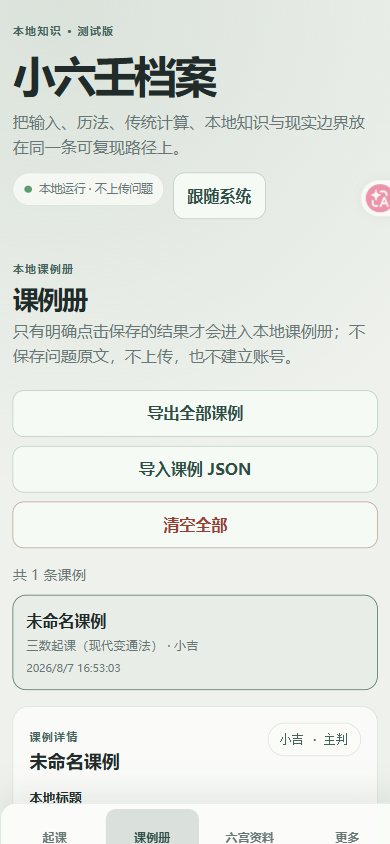 本地知识 • 测试版
小六壬档案
把输入、历法、传统计算、本地知识与现实边界放
在同一条可复现路径上。
本地运行 · 不上传问题
跟随系统
本地课例册
课例册
只有明确点击保存的结果才会进入本地课例册；不
保存问题原文，不上传，也不建立账号。
导出全部课例
导入课例 JSON
清空全部
共 1 条课例
未命名课例
三数起课（现代变通法） · 小吉
2026/8/7 16:53:03
课例详情
小吉 · 主判
未命名课例
本地标题
起课
课例册
六宫资料
更多